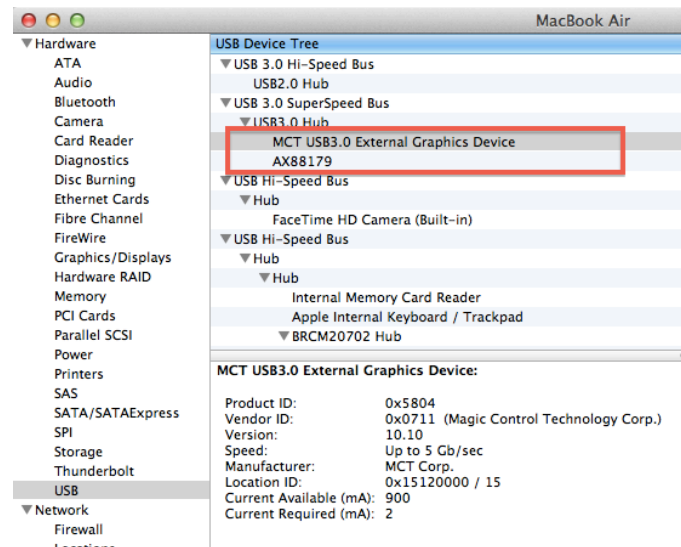 MacBook Air
Hardware
ATA
Audio
Bluetooth
Camera
Card Reader
Diagnostics
Disc Burning
Ethernet Cards
Fibre Channel
FireWire
Graphics/Displays
Hardware RAID
Memory
PCI Cards
Parallel SCSI
Power
Printers
SAS
SATA/SATAExpress
SPI
Storage
Thunderbolt
USB
Network
Firewall
Locations
USB Device Tree
USB 3.0 Hi-Speed Bus
USB2.0 Hub
USB 3.0 SuperSpeed Bus
USB3.0 Hub
MCT USB3.0 External Graphics Device
AX88179
USB Hi-Speed Bus
Hub
FaceTime HD Camera (Built-in)
USB Hi-Speed Bus
Hub
Hub
Internal Memory Card Reader
Apple Internal Keyboard / Trackpad
BRCM20702 Hub
MCT USB3.0 External Graphics Device:
Product ID: 0x5804
Vendor ID: 0x0711 (Magic Control Technology Corp.)
Version: 10.10
Speed: Up to 5 Gb/sec
Manufacturer: MCT Corp.
Location ID: 0x15120000 / 15
Current Available (mA): 900
Current Required (mA): 2